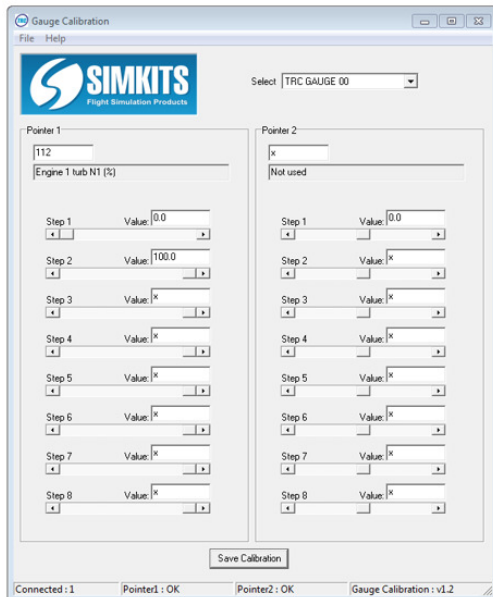 TRC Gauge Calibration
File Help
SIMKITS
Flight Simulation Products
Select TRC GAUGE 00
Pointer 1
112
Engine 1 turb N1 (%)
Step 1 Value: 0.0
Step 2 Value: 100.0
Step 3 Value: x
Step 4 Value: x
Step 5 Value: x
Step 6 Value: x
Step 7 Value: x
Step 8 Value: x
Pointer 2
x
Not used
Step 1 Value: 0.0
Step 2 Value: x
Step 3 Value: x
Step 4 Value: x
Step 5 Value: x
Step 6 Value: x
Step 7 Value: x
Step 8 Value: x
Save Calibration
Connected : 1 Pointer1 : OK Pointer2 : OK Gauge Calibration : v1.2